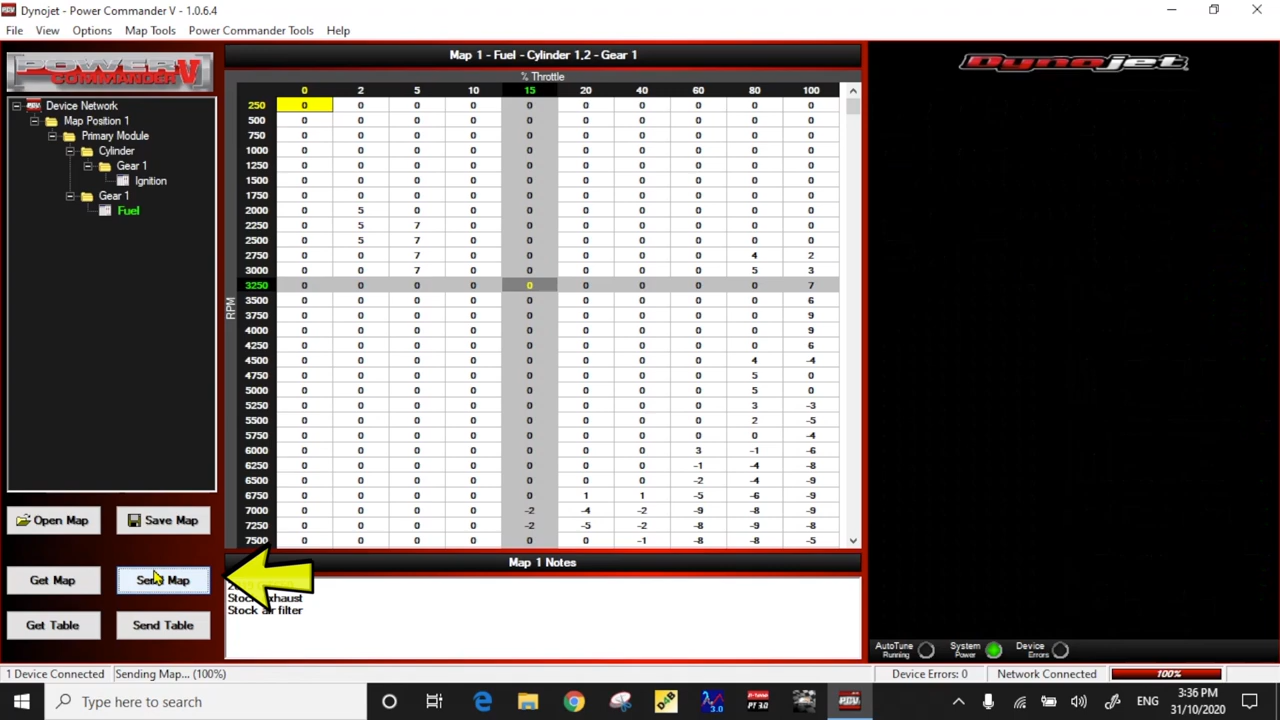 Dynojet - Power Commander V - 1.0.6.4
File View Options Map Tools Power Commander Tools Help
POWER COMMANDER V
Map 1 - Fuel - Cylinder 1,2 - Gear 1
Dynojet
% Throttle
Device Network
Map Position 1
Primary Module
Cylinder
Gear 1
Ignition
Gear 1
Fuel
0 2 5 10 15 20 40 60 80 100
250 0 0 0 0 0 0 0 0 0 0
500 0 0 0 0 0 0 0 0 0 0
750 0 0 0 0 0 0 0 0 0 0
1000 0 0 0 0 0 0 0 0 0 0
1250 0 0 0 0 0 0 0 0 0 0
1500 0 0 0 0 0 0 0 0 0 0
1750 0 0 0 0 0 0 0 0 0 0
2000 0 5 0 0 0 0 0 0 0 0
2250 0 5 7 0 0 0 0 0 0 0
2500 0 5 7 0 0 0 0 0 0 0
2750 0 0 7 0 0 0 0 0 4 2
3000 0 0 7 0 0 0 0 0 5 3
3250 0 0 0 0 0 0 0 0 0 7
3500 0 0 0 0 0 0 0 0 0 6
3750 0 0 0 0 0 0 0 0 0 9
4000 0 0 0 0 0 0 0 0 0 9
4250 0 0 0 0 0 0 0 0 0 6
4500 0 0 0 0 0 0 0 0 4 -4
4750 0 0 0 0 0 0 0 0 5 0
5000 0 0 0 0 0 0 0 0 5 0
5250 0 0 0 0 0 0 0 0 3 -3
5500 0 0 0 0 0 0 0 0 2 -5
5750 0 0 0 0 0 0 0 0 0 -4
6000 0 0 0 0 0 0 0 3 -1 -6
6250 0 0 0 0 0 0 0 -1 -4 -8
6500 0 0 0 0 0 0 0 -2 -4 -9
6750 0 0 0 0 0 1 1 -5 -6 -9
7000 0 0 0 0 -2 -4 -2 -9 -8 -9
7250 0 0 0 0 -2 -5 -2 -8 -9 -8
7500 0 0 0 0 0 0 -1 -8 -8 -5
RPM
Open Map Save Map
Get Map Send Map
Get Table Send Table
Map 1 Notes
Stock exhaust
Stock air filter
AutoTune Running
System Power
Device Errors
1 Device Connected Sending Map... (100%) Device Errors: 0 Network Connected 100%
Type here to search
D&B
3.0
PT 3.0
ENG
3:36 PM
31/10/2020